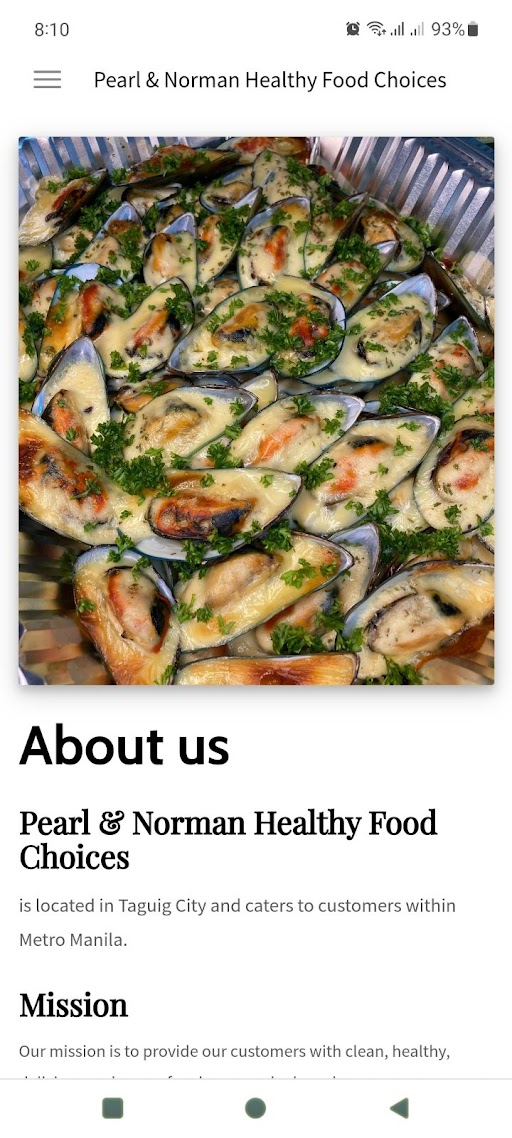 8:10
93%
Pearl & Norman Healthy Food Choices
About us
Pearl & Norman Healthy Food
Choices
is located in Taguig City and caters to customers within
Metro Manila.
Mission
Our mission is to provide our customers with clean, healthy,